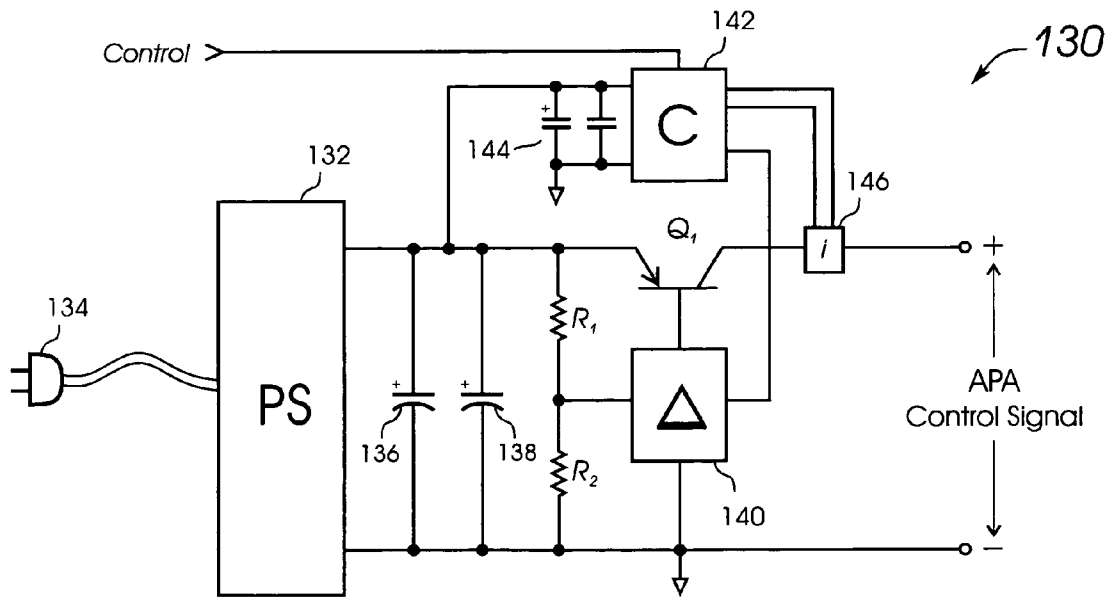 142
130
Control
C
+
144
132
146
Q1
i
+
134
R1
PS
+
+
APA
Control Signal
136
138
R2
140
−